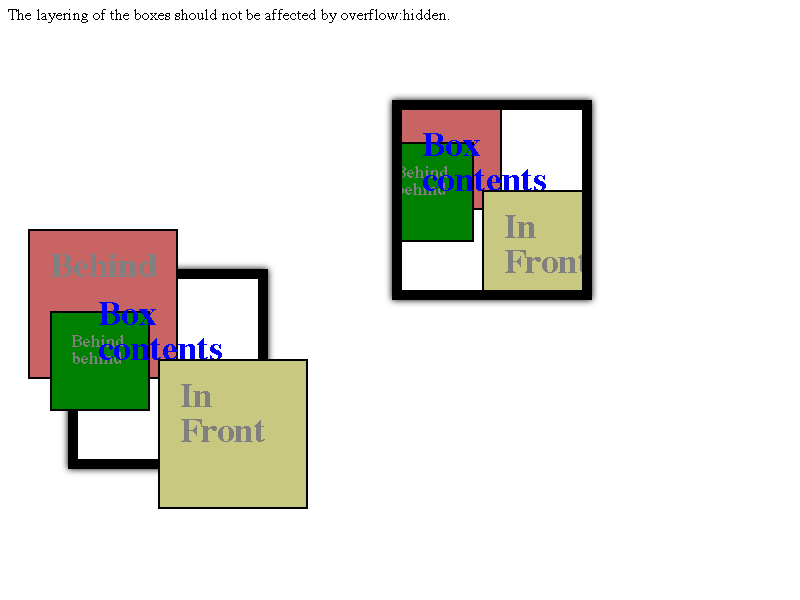 The layering of the boxes should not be affected by overflow:hidden.
Box
contents
Behind
behind
In
Front
Behind
Box
contents
Behind
behind
In
Front